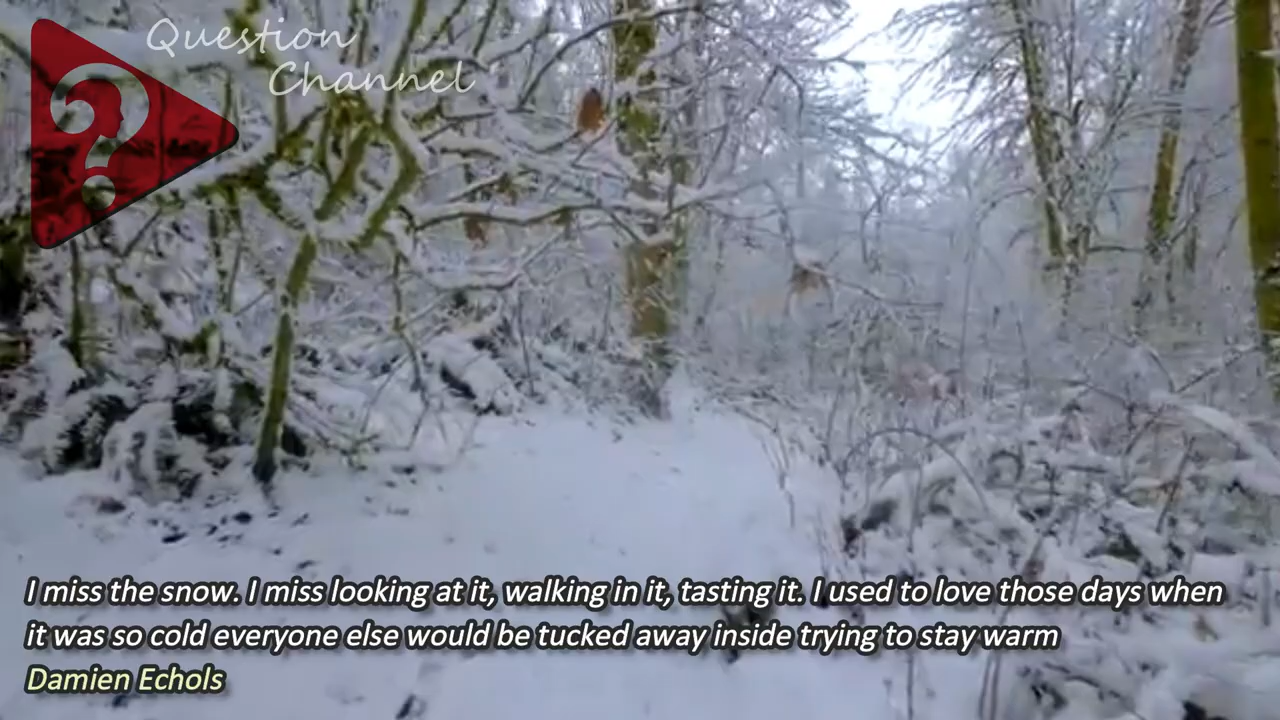 Question
Channel
I miss the snow. I miss looking at it, walking in it, tasting it. I used to love those days when
it was so cold everyone else would be tucked away inside trying to stay warm
Damien Echols